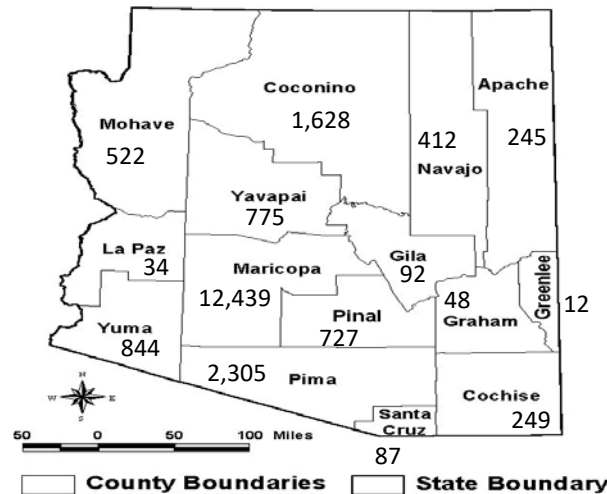 Apache
Coconino
Mohave
1,628
412
245
522
Navajo
Yavapai
775
La Paz
34
Gila
92
Maricopa
Greenlee
12,439
48
12
Pinal
Graham
Yuma
727
844
2,305
Pima
Cochise
Santa
Cruz
249
N
W E
S
50 0 50 100 Miles
87
County Boundaries State Boundary